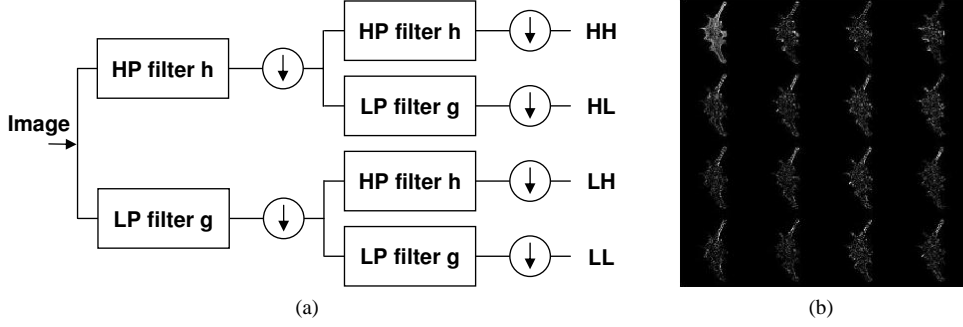 HP filter h
HH
HP filter h
LP filter g
HL
Image
HP filter h
LH
LP filter g
LP filter g
LL
(a)
(b)